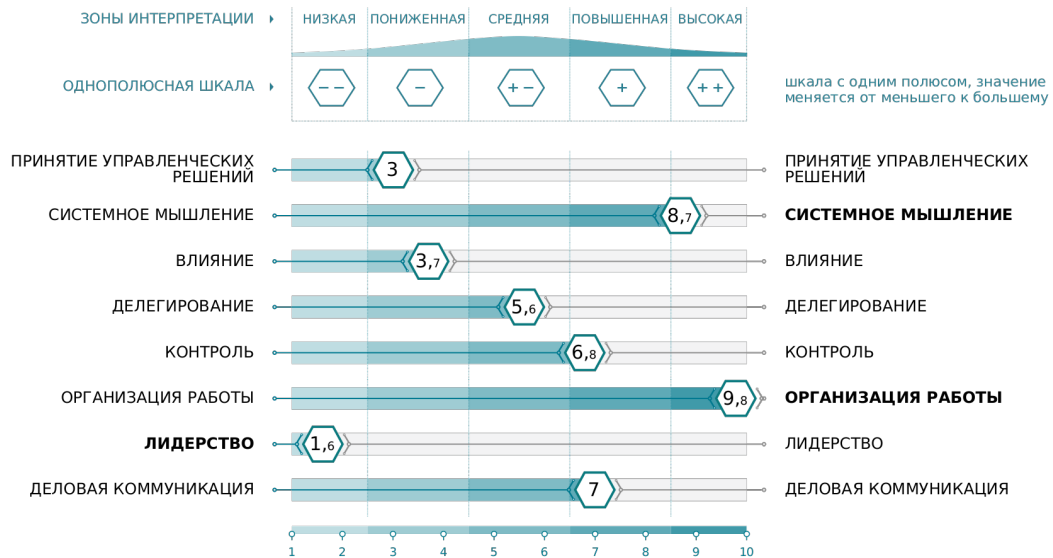 ЗОНЫ ИНТЕРПРЕТАЦИИ
НИЗКАЯ
ПОНИЖЕННАЯ
СРЕДНЯЯ
ПОВЫШЕННАЯ
ВЫСОКАЯ
ОДНОПОЛЮСНАЯ ШКАЛА
− −
−
+ −
+
+ +
шкала с одним полюсом, значение
меняется от меньшего к большему
ПРИНЯТИЕ УПРАВЛЕНЧЕСКИХ
РЕШЕНИЙ
3
ПРИНЯТИЕ УПРАВЛЕНЧЕСКИХ
РЕШЕНИЙ
СИСТЕМНОЕ МЫШЛЕНИЕ
8,7
СИСТЕМНОЕ МЫШЛЕНИЕ
ВЛИЯНИЕ
3,7
ВЛИЯНИЕ
ДЕЛЕГИРОВАНИЕ
5,6
ДЕЛЕГИРОВАНИЕ
КОНТРОЛЬ
6,8
КОНТРОЛЬ
ОРГАНИЗАЦИЯ РАБОТЫ
9,8
ОРГАНИЗАЦИЯ РАБОТЫ
ЛИДЕРСТВО
1,6
ЛИДЕРСТВО
ДЕЛОВАЯ КОММУНИКАЦИЯ
7
ДЕЛОВАЯ КОММУНИКАЦИЯ
1 2 3 4 5 6 7 8 9 10